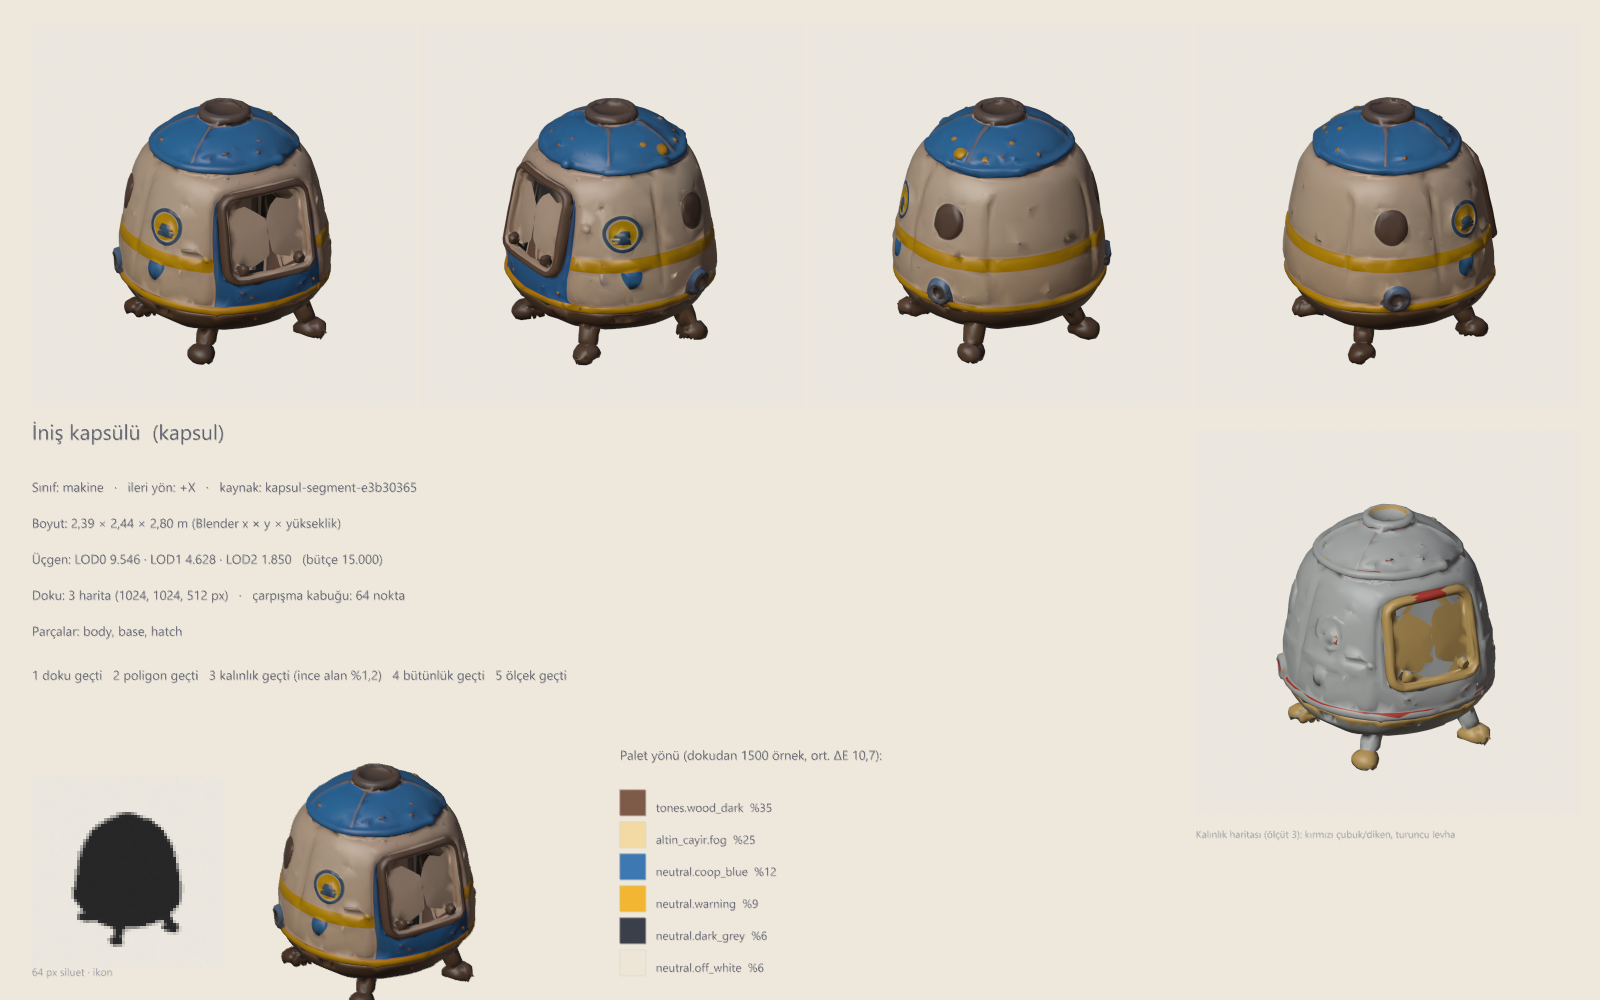 İniş kapsülü (kapsul)
Sınıf: makine · ileri yön: +X · kaynak: kapsul-segment-e3b30365
Boyut: 2,39 × 2,44 × 2,80 m (Blender x × y × yükseklik)
Üçgen: LOD0 9.546 · LOD1 4.628 · LOD2 1.850 (bütçe 15.000)
Doku: 3 harita (1024, 1024, 512 px) · çarpışma kabuğu: 64 nokta
Parçalar: body, base, hatch
1 doku geçti 2 poligon geçti 3 kalınlık geçti (ince alan %1,2) 4 bütünlük geçti 5 ölçek geçti
Palet yönü (dokudan 1500 örnek, ort. ΔE 10,7):
tones.wood_dark %35
altin_cayir.fog %25
neutral.coop_blue %12
neutral.warning %9
neutral.dark_grey %6
neutral.off_white %6
Kalınlık haritası (ölçüt 3): kırmızı çubuk/diken, turuncu levha
64 px siluet · ikon